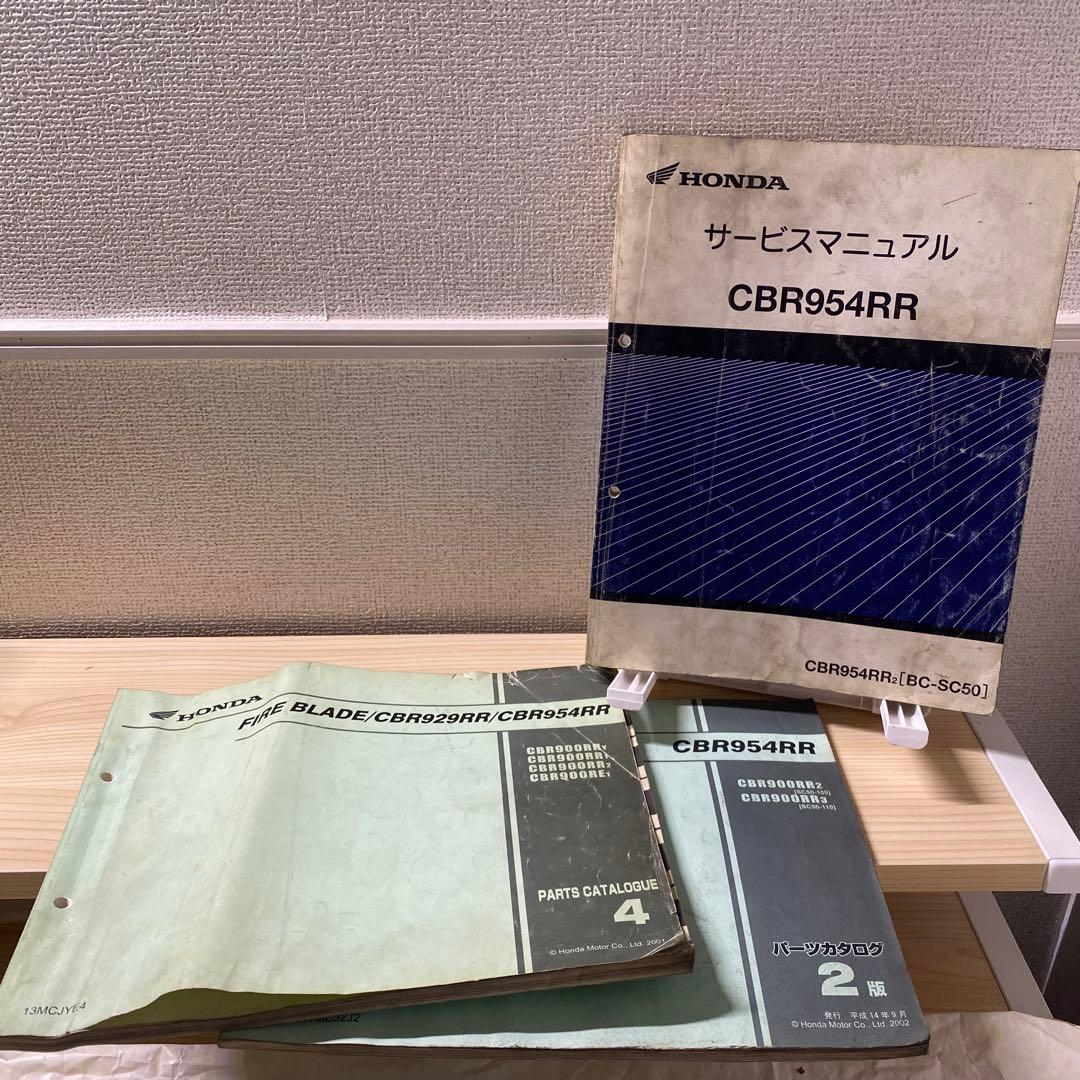 HONDA
サービスマニュアル
CBR954RR
CBR954RR2[BC-SC50]
HONDA
FIRE BLADE/CBR929RR/CBR954RR
CBR900RRY
CBR900RR1
CBR900RR2
CBR900RE1
PARTS CATALOGUE
4
© Honda Motor Co., Ltd. 2001
13MCJYE4
CBR954RR
CBR900RR2
[SC50-100]
CBR900RR3
[SC50-110]
パーツカタログ
2版
発行 平成14年9月
© Honda Motor Co., Ltd. 2002